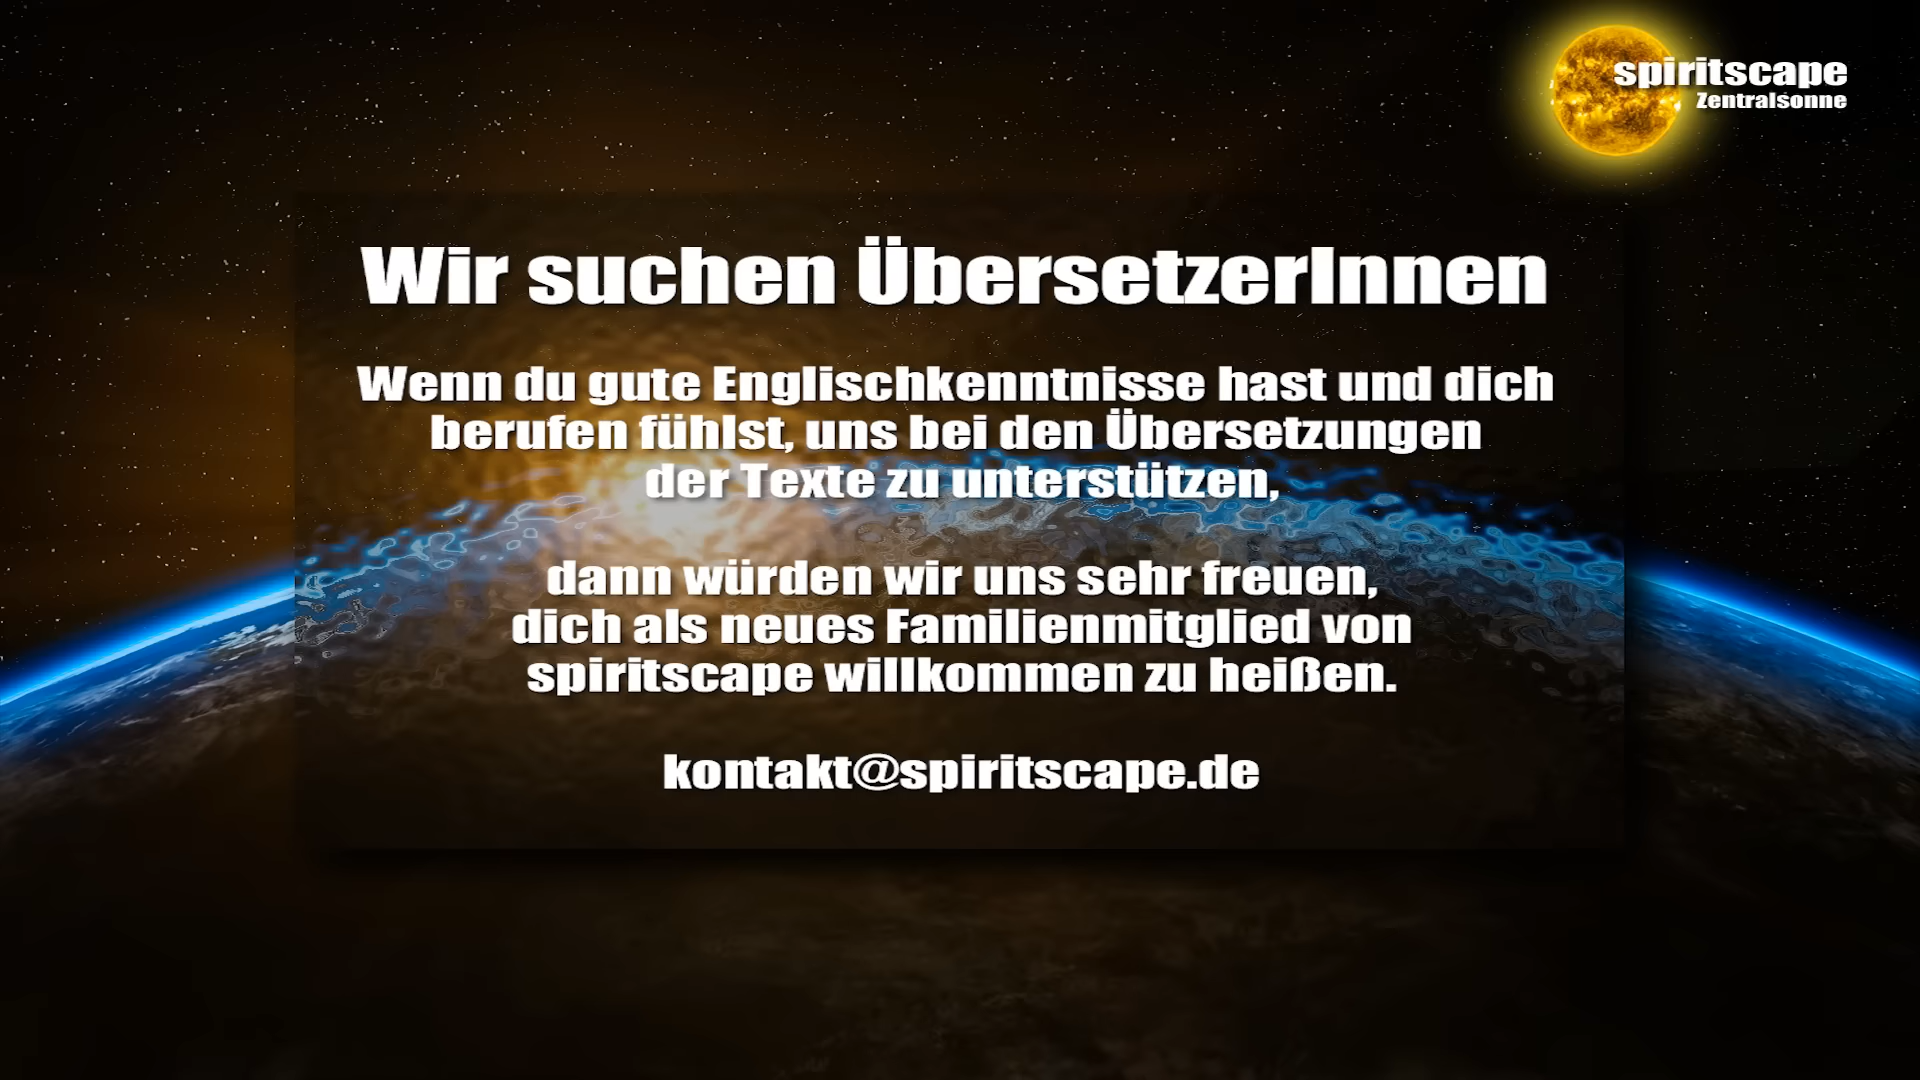 spiritscape
Zentralsonne
Wir suchen ÜbersetzerInnen
Wenn du gute Englischkenntnisse hast und dich
berufen fühlst, uns bei den Übersetzungen
der Texte zu unterstützen,
dann würden wir uns sehr freuen,
dich als neues Familienmitglied von
spiritscape willkommen zu heißen.
kontakt@spiritscape.de